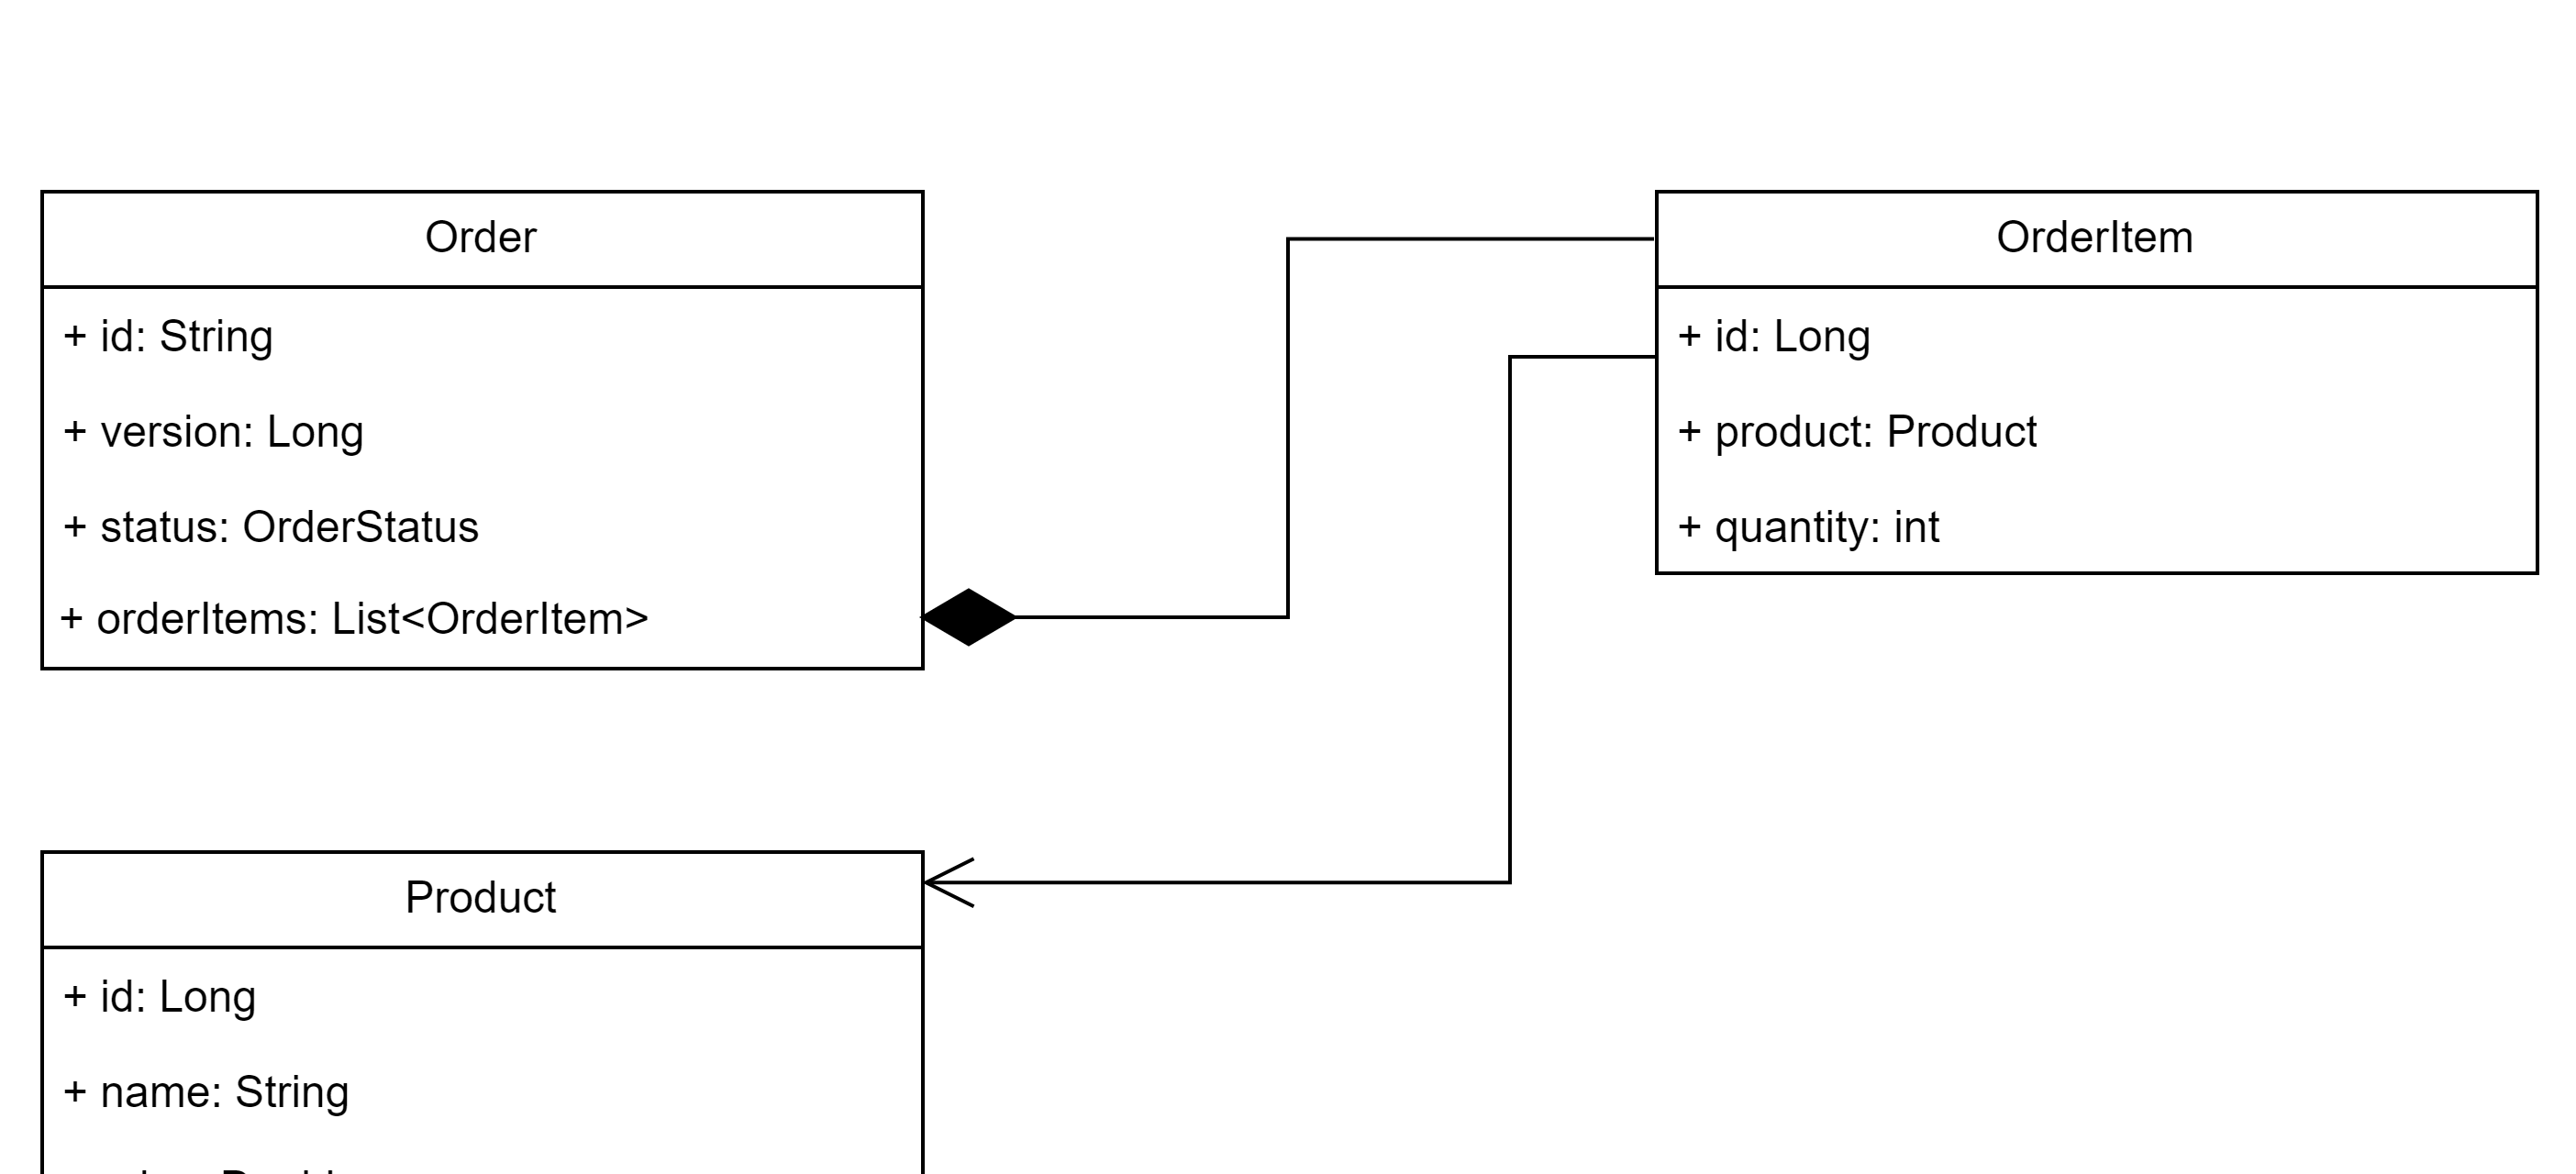 Order
+ id: String
+ version: Long
+ status: OrderStatus
+ orderItems: List<OrderItem>
OrderItem
+ id: Long
+ product: Product
+ quantity: int
Product
+ id: Long
+ name: String